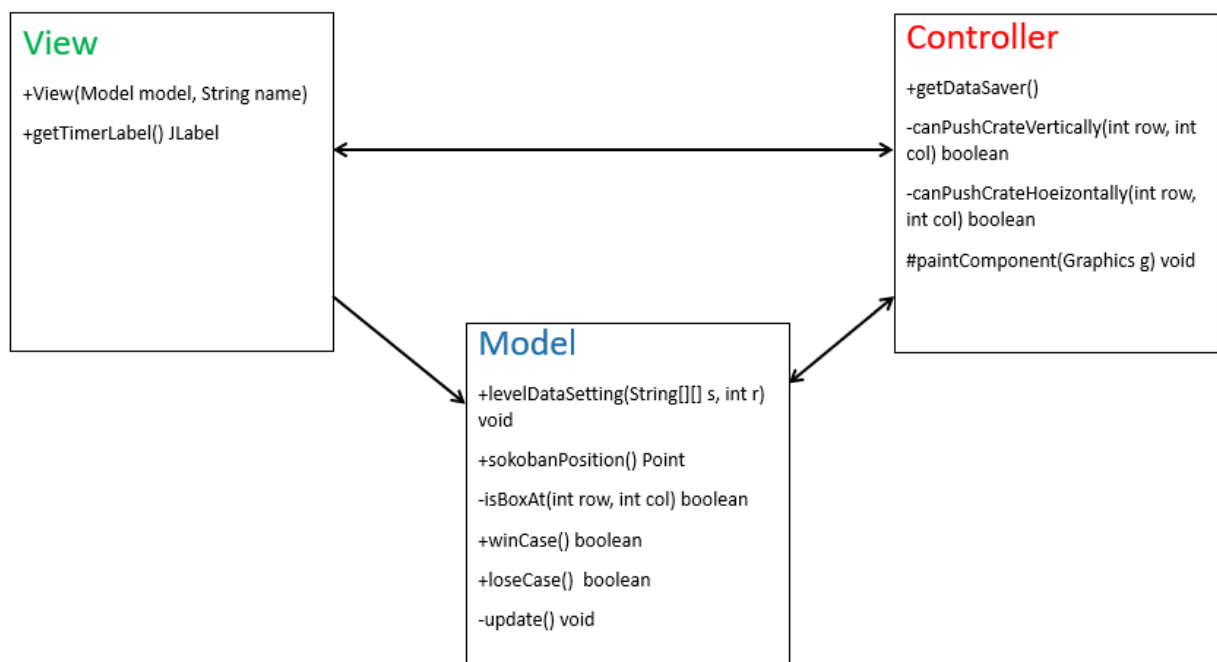 View
+View(Model model, String name)
+getTimerLabel() JLabel
Controller
+getDataSaver()
-canPushCrateVertically(int row, int
col) boolean
-canPushCrateHoeizontally(int row,
int col) boolean
#paintComponent(Graphics g) void
Model
+levelDataSetting(String[][] s, int r)
void
+sokobanPosition() Point
-isBoxAt(int row, int col) boolean
+winCase() boolean
+loseCase()  boolean
-update() void